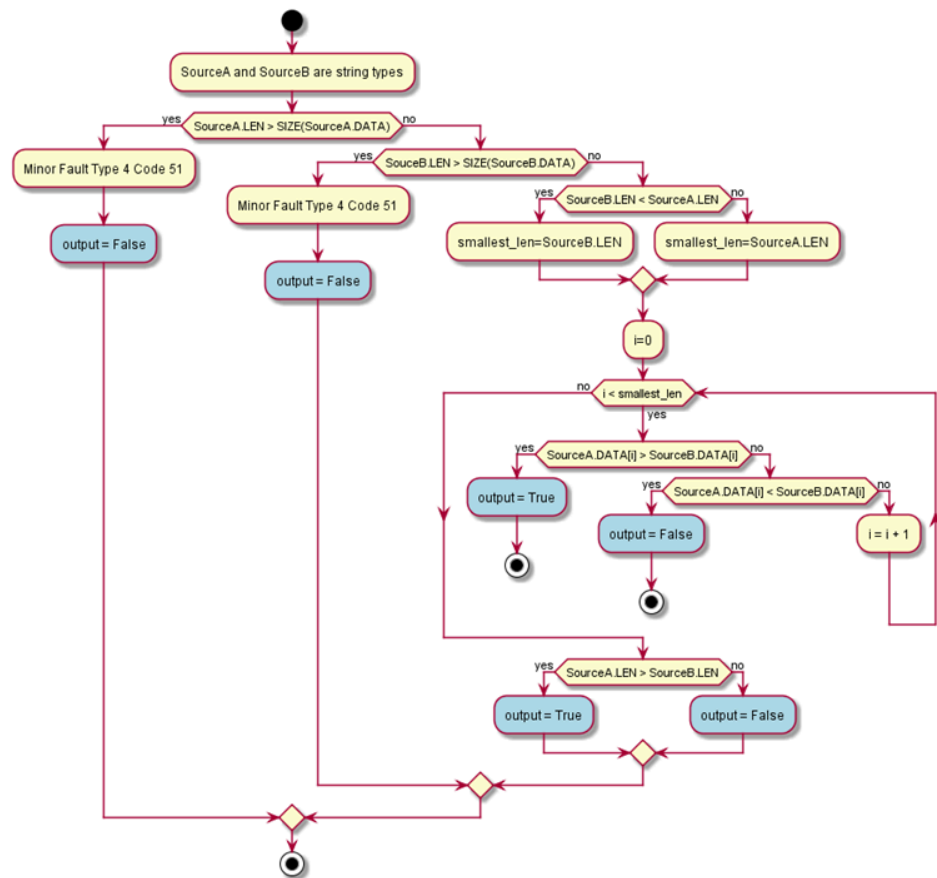 SourceA and SourceB are string types
yes
SourceA.LEN > SIZE(SourceA.DATA)
no
Minor Fault Type 4 Code 51
output = False
yes
SouceB.LEN > SIZE(SourceB.DATA)
no
Minor Fault Type 4 Code 51
output = False
yes
SourceB.LEN < SourceA.LEN
no
smallest_len=SourceB.LEN
smallest_len=SourceA.LEN
i=0
no
i < smallest_len
yes
yes
SourceA.DATA[i] > SourceB.DATA[i]
no
output = True
yes
SourceA.DATA[i] < SourceB.DATA[i]
no
output = False
i = i + 1
yes
SourceA.LEN > SourceB.LEN
no
output = True
output = False